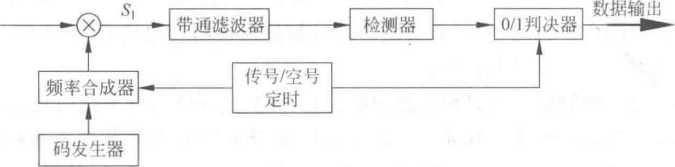 S₁
带通滤波器
检测器
0/1判决器
数据输出
频率合成器
传号/空号
定时
码发生器